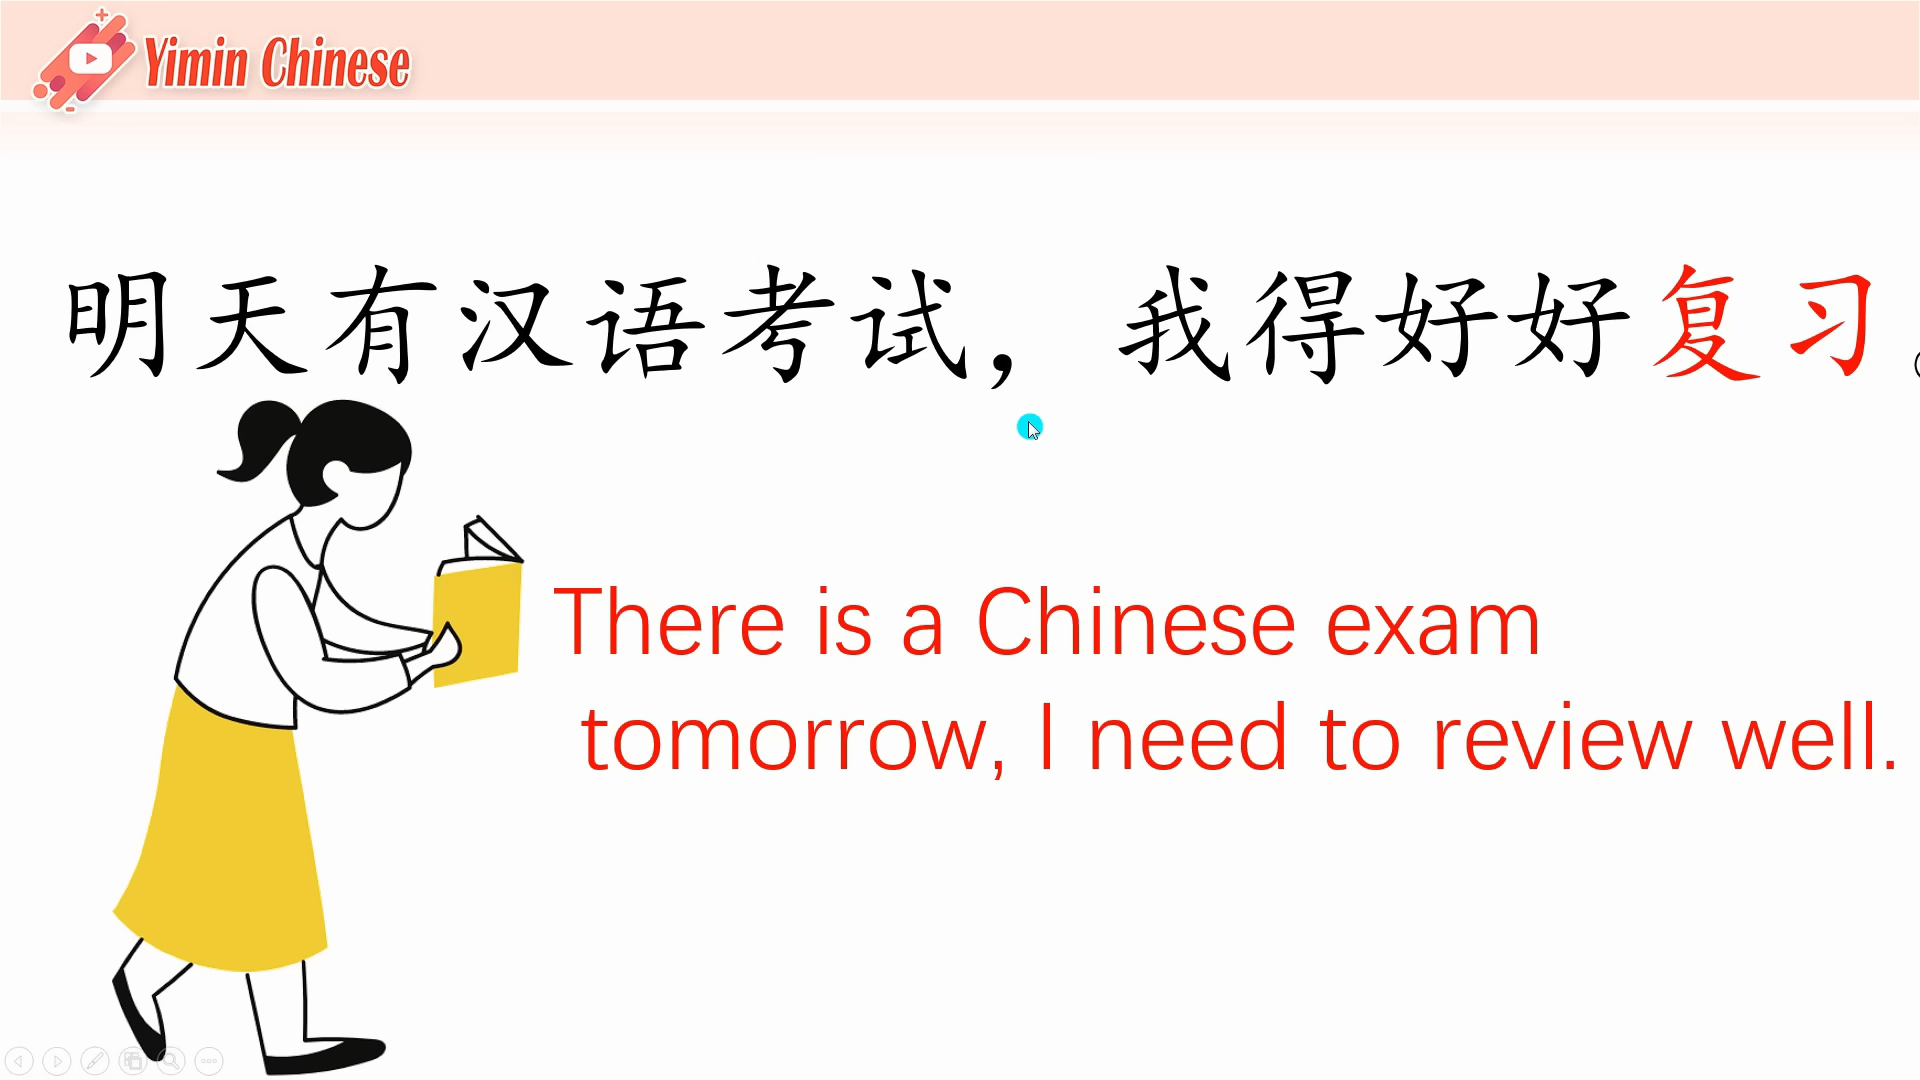 Yimin Chinese
明天有汉语考试，我得好好复习。
There is a Chinese exam
tomorrow, I need to review well.